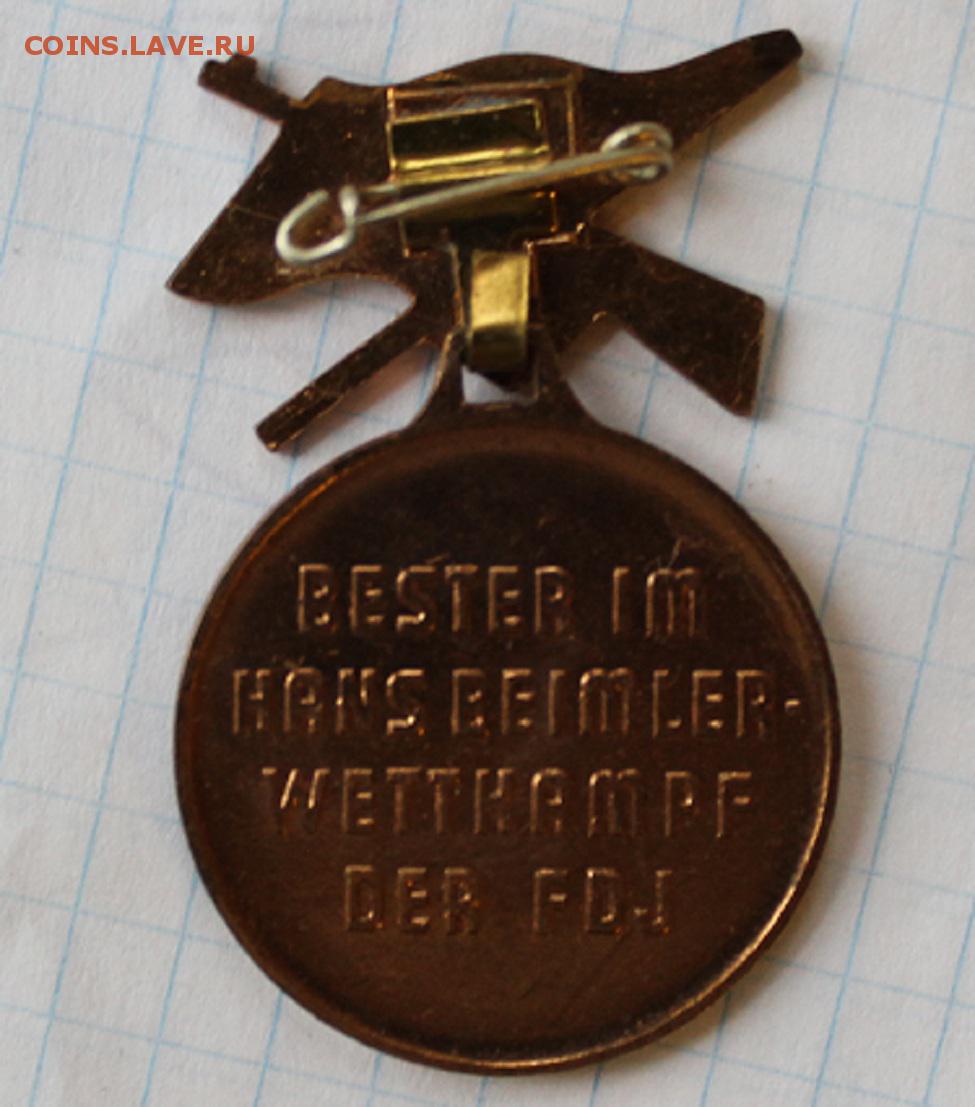 COINS.LAVE.RU
BESTER IM
HANS BEIMLER-
WETTKAMPF
DER FDJ